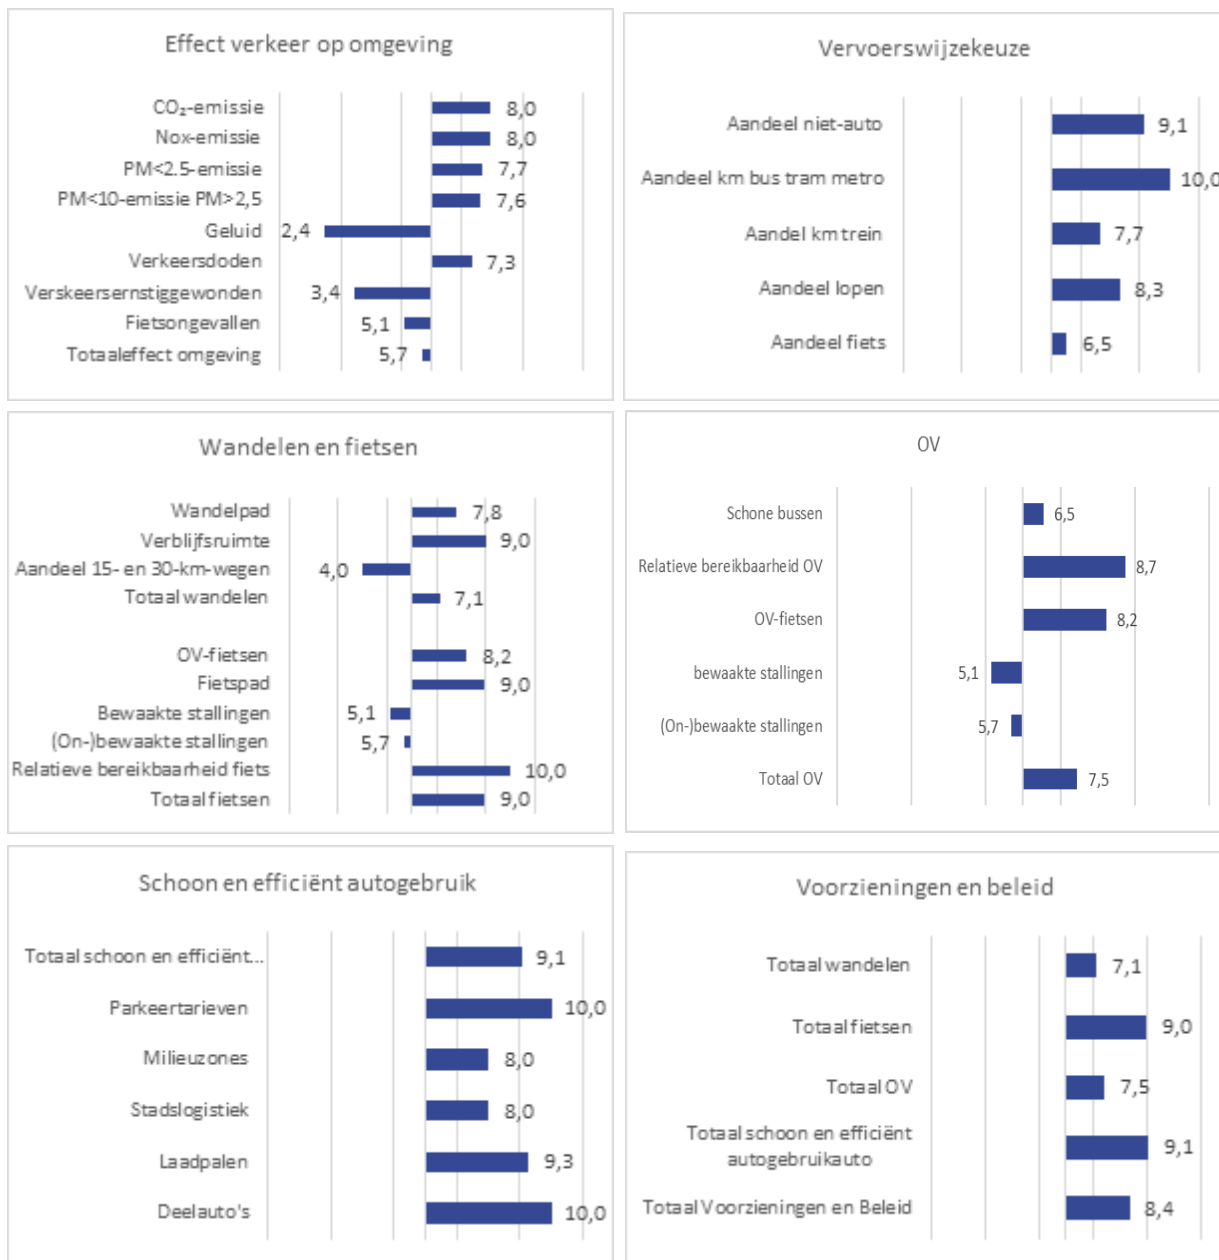 Effect verkeer op omgeving
CO₂-emissie 8,0
Nox-emissie 8,0
PM<2.5-emissie 7,7
PM<10-emissie PM>2,5 7,6
Geluid 2,4
Verkeersdoden 7,3
Verskeersernstiggewonden 3,4
Fietsongevallen 5,1
Totaaleffect omgeving 5,7
Vervoerswijzekeuze
Aandeel niet-auto 9,1
Aandeel km bus tram metro 10,0
Aandel km trein 7,7
Aandeel lopen 8,3
Aandeel fiets 6,5
Wandelen en fietsen
Wandelpad 7,8
Verblijfsruimte 9,0
Aandeel 15- en 30-km-wegen 4,0
Totaal wandelen 7,1
OV-fietsen 8,2
Fietspad 9,0
Bewaakte stallingen 5,1
(On-)bewaakte stallingen 5,7
Relatieve bereikbaarheid fiets 10,0
Totaal fietsen 9,0
OV
Schone bussen 6,5
Relatieve bereikbaarheid OV 8,7
OV-fietsen 8,2
bewaakte stallingen 5,1
(On-)bewaakte stallingen 5,7
Totaal OV 7,5
Schoon en efficiënt autogebruik
Totaal schoon en efficiënt... 9,1
Parkeertarieven 10,0
Milieuzones 8,0
Stadslogistiek 8,0
Laadpalen 9,3
Deelauto's 10,0
Voorzieningen en beleid
Totaal wandelen 7,1
Totaal fietsen 9,0
Totaal OV 7,5
Totaal schoon en efficiënt
autogebruikauto 9,1
Totaal Voorzieningen en Beleid 8,4